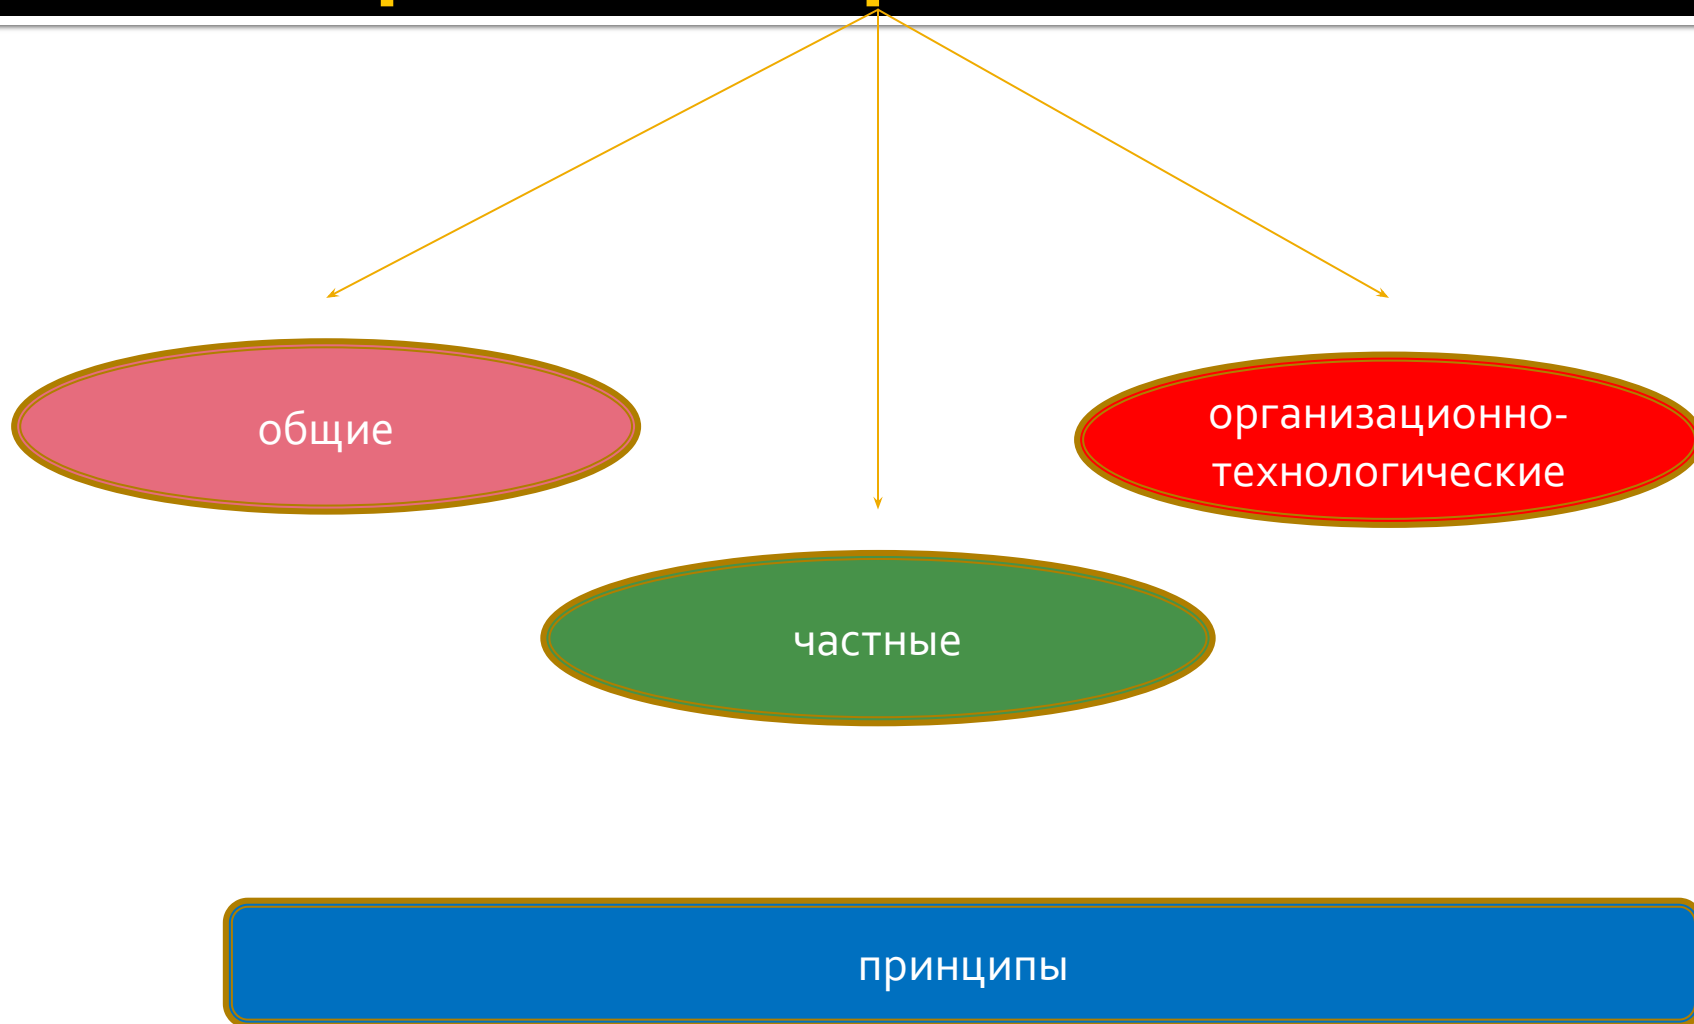 общие
организационно-
технологические
частные
принципы